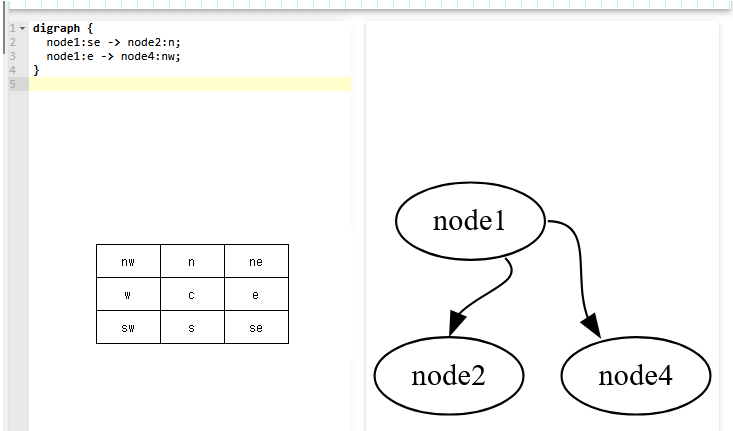 1 digraph {
2 node1:se -> node2:n;
3 node1:e -> node4:nw;
4 }
5
nw n ne
w c e
sw s se
node1
node2 node4